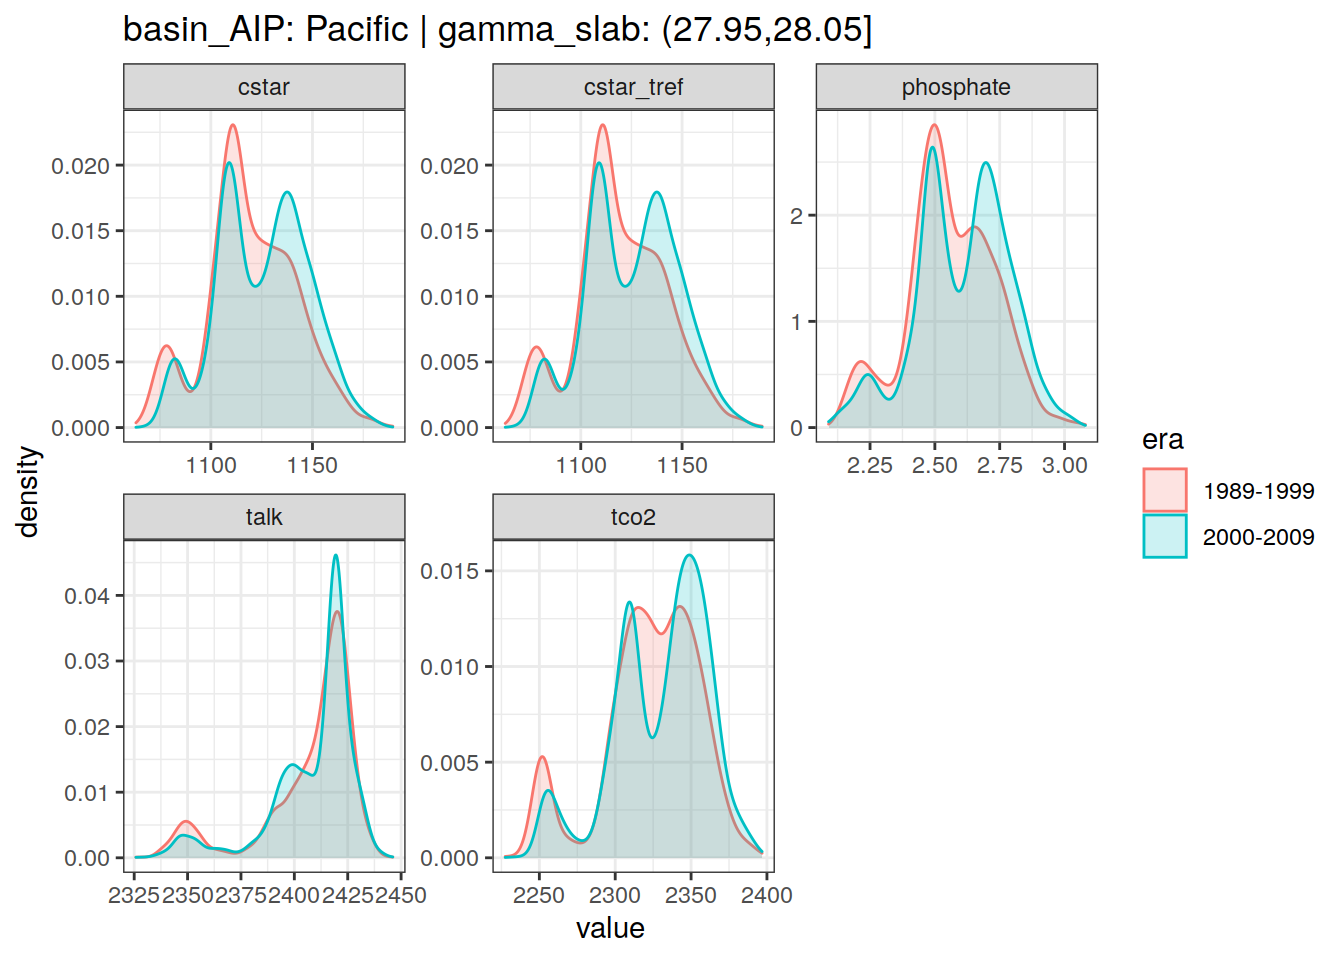 basin_AIP: Pacific | gamma_slab: (27.95,28.05]
cstar
cstar_tref
phosphate
0.020
0.015
0.010
0.005
0.000
1100 1150
0.020
0.015
0.010
0.005
0.000
1100 1150
2
1
0
2.25 2.50 2.75 3.00
talk
tco2
0.04
0.03
0.02
0.01
0.00
2325 2350 2375 2400 2425 2450
0.015
0.010
0.005
0.000
2250 2300 2350 2400
density
value
era
1989-1999
2000-2009